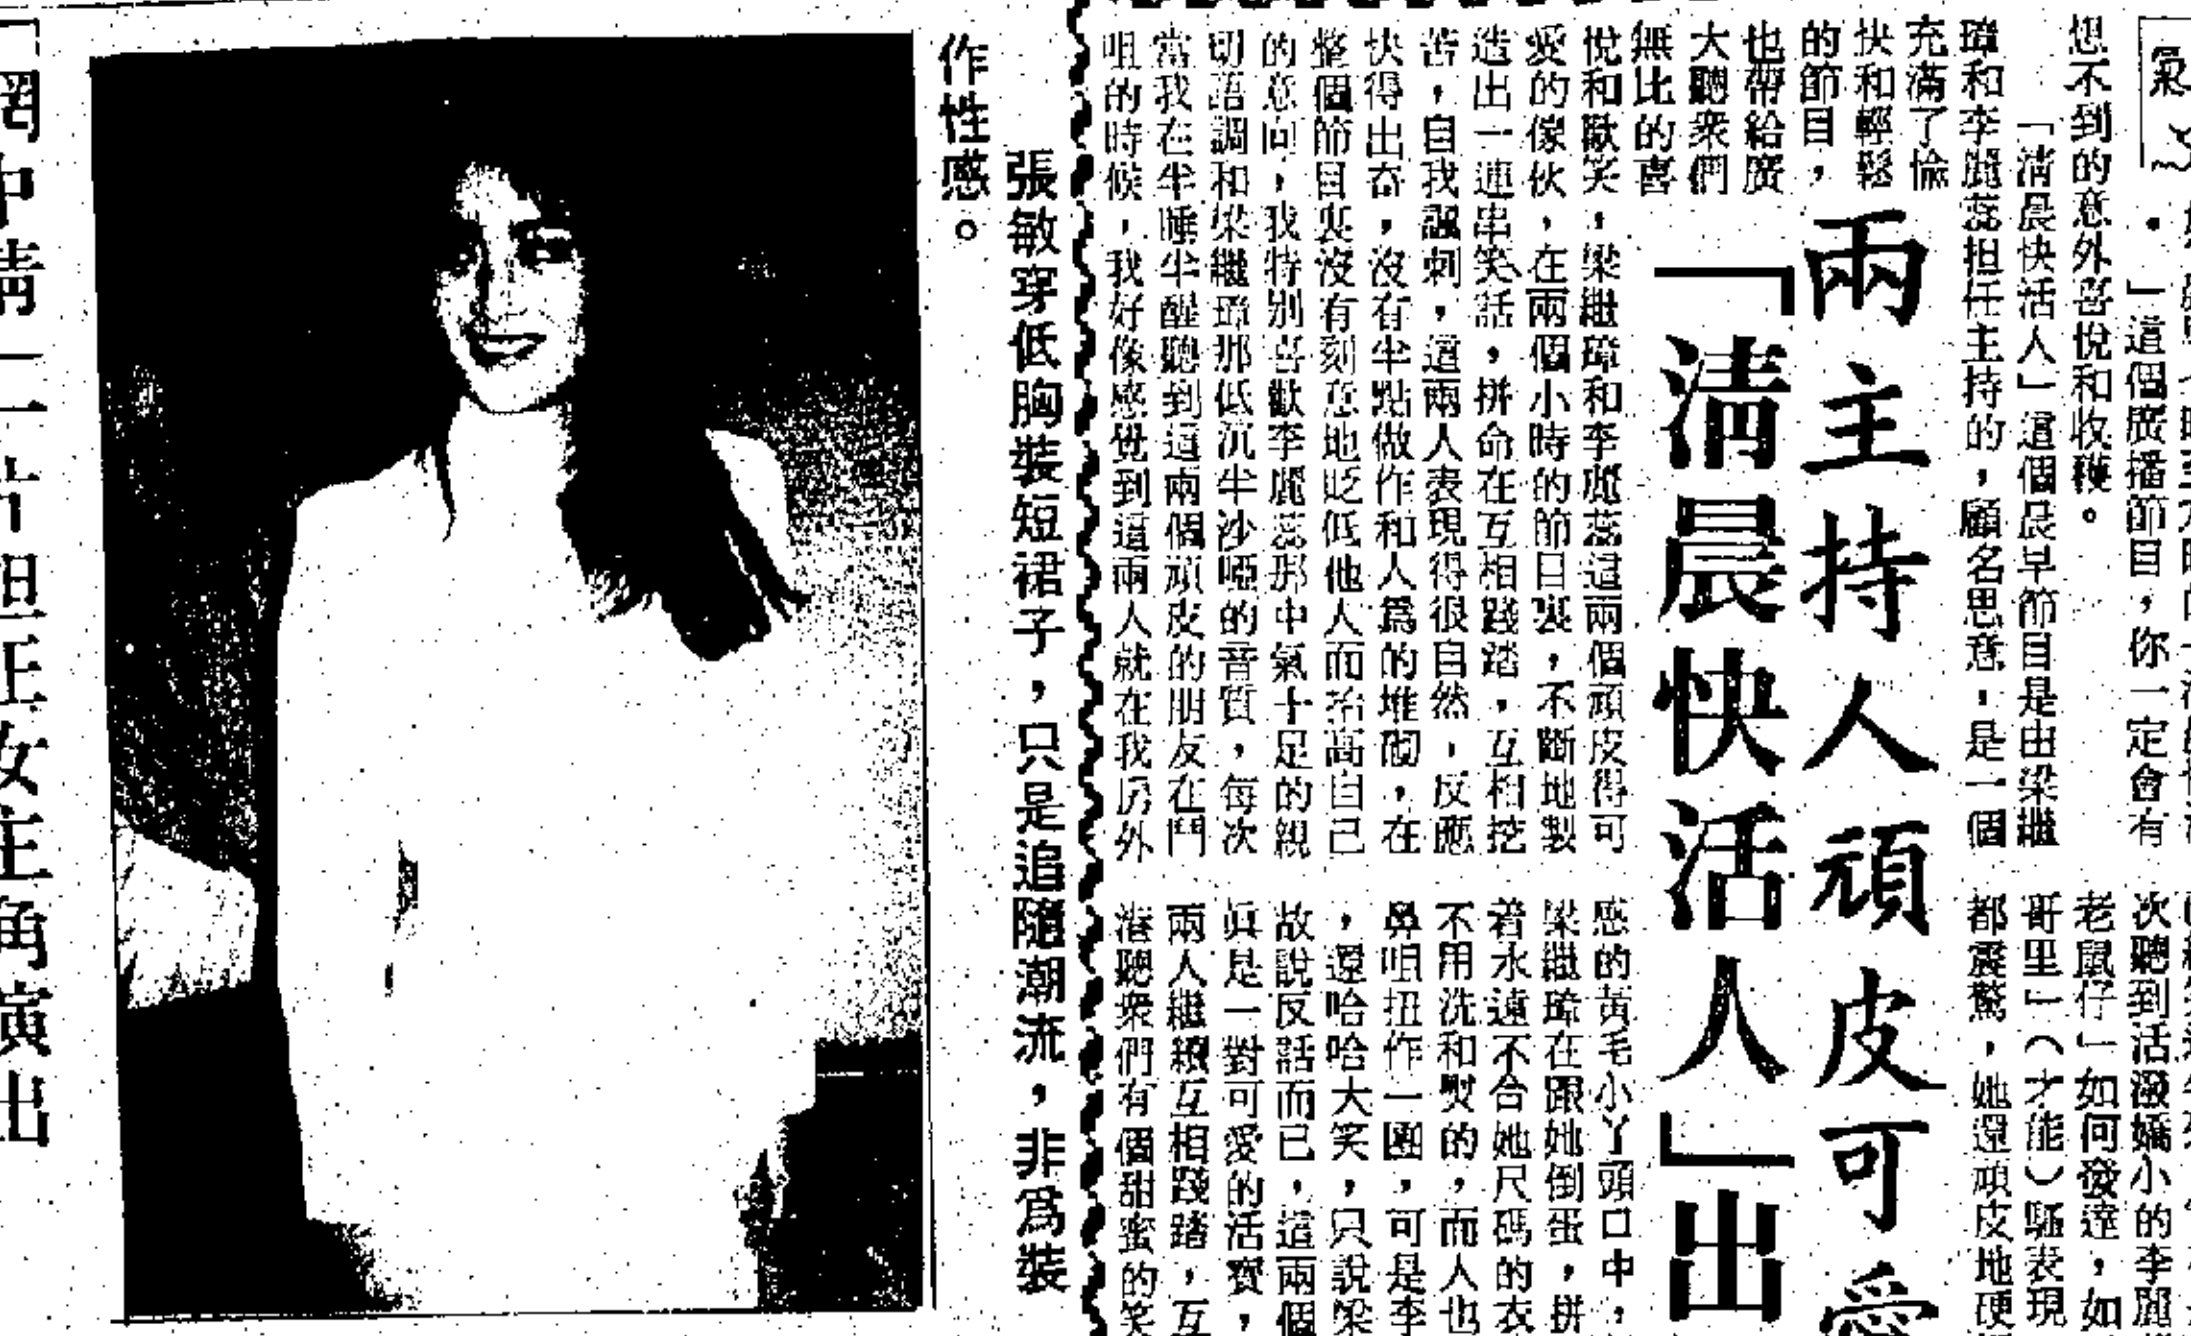 想不到的意外喜悅和收穫。
「清晨快活人」這個晨早節目是由梁繼
瑋和李麗蕊担任主持的,顧名思意,是一個
充滿了愉
快和輕鬆
的節目,
也帶給廣
大聽衆們
無比的喜
兩主持人頑皮可愛
「清晨快活人」出
悅和歡笑,梁繼瑋和李麗蕊這兩個頑皮得可
愛的傢伙,在兩個小時的節目裏,不斷地製
造出一連串笑話,拼命在互相踐踏,互相挖
苦,自我諷刺,這兩人表現得很自然,反應
快得出奇,沒有半點做作和人爲的堆砌,在
整個節目裏沒有刻意地貶低他人而抬高自己
的意向,我特別喜歡李麗蕊那中氣十足的親
切語調和梁繼瑋那低沉半沙啞的音質,每次
當我在半睡半醒聽到這兩個頑皮的朋友在鬥
咀的時候,我好像感覺到這兩人就在我房外
次聽到活潑嬌小的李麗
老鼠仔」如何發達,如
哥里」(才能)騷表現
都震驚,她還頑皮地硬
感的黃毛小丫頭口中,
梁繼瑋在跟她倒蛋,拼
着永遠不合她尺碼的衣
不用洗和熨的,而人也
鼻咀扭作一團,可是李
,還哈哈大笑,只說梁
故說反話而已,這兩個
眞是一對可愛的活寶,
兩人繼續互相踐踏,互
港聽衆們有個甜蜜的笑
張敏穿低胸裝短裙子,只是追隨潮流,非爲裝
作性感。